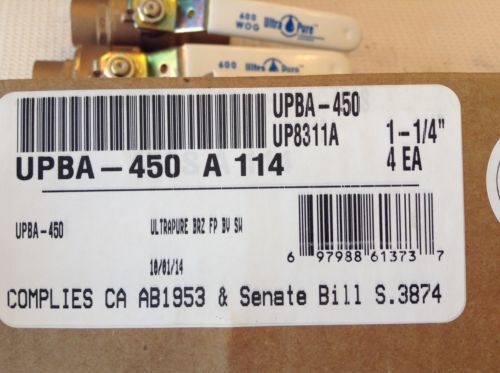 600 WOG Ultra Pure
600 Ultra Pure
UPBA-450
UP8311A 1-1/4"
UPBA-450 A 114 4 EA
UPBA-450 ULTRAPURE BRZ FP BV SW
10/01/14
6 97988 61373 7
COMPLIES CA AB1953 & Senate Bill S.3874